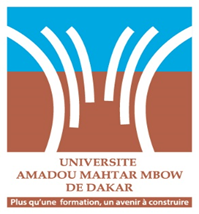 UNIVERSITE
AMADOU MAHTAR MBOW
DE DAKAR
Plus qu'une formation, un avenir à construire